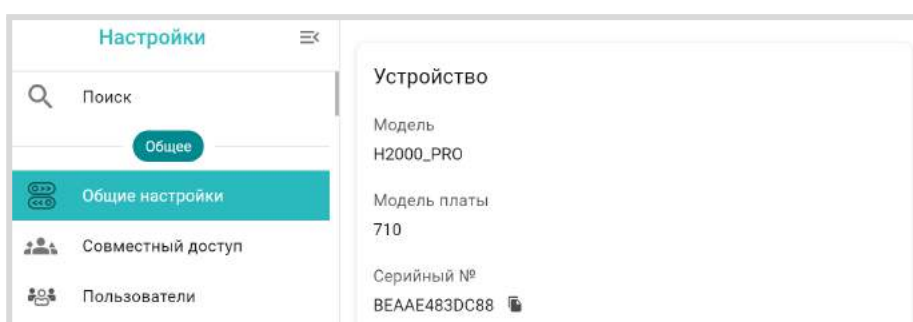 Настройки
Поиск
Общее
Общие настройки
Совместный доступ
Пользователи
Устройство
Модель
H2000_PRO
Модель платы
710
Серийный №
BEAAE483DC88